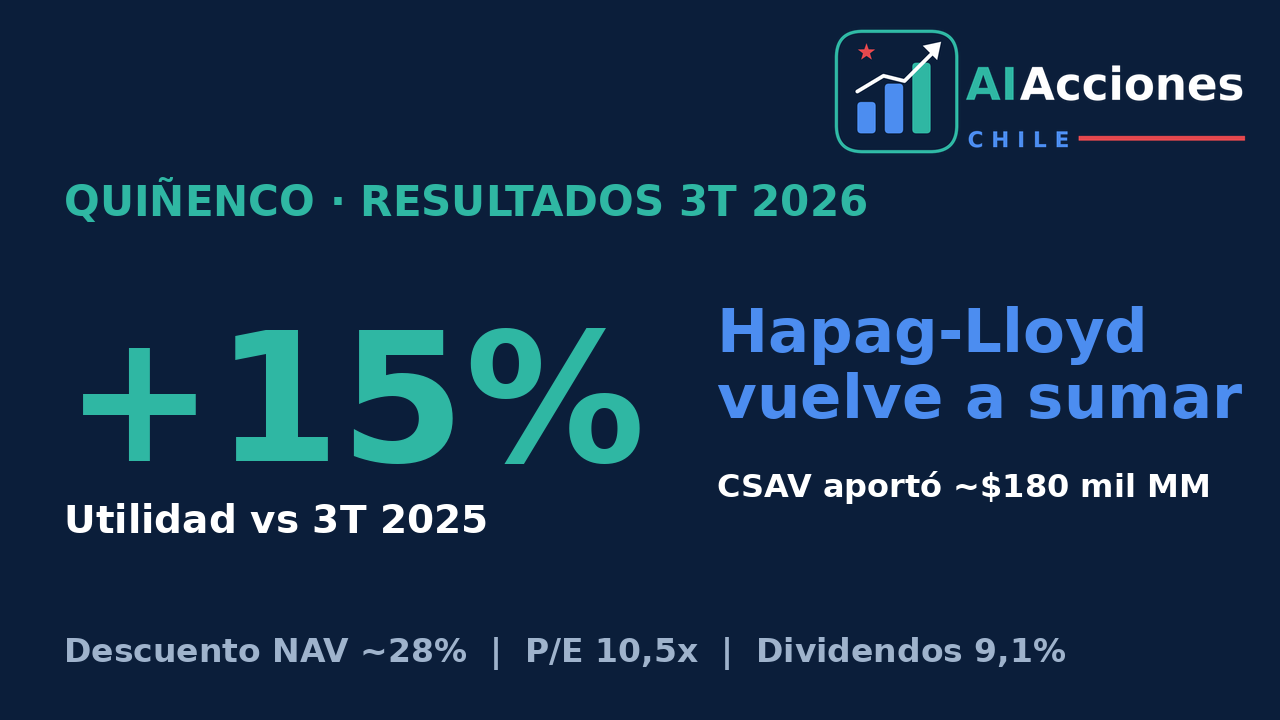 AIAcciones
CHILE
QUIÑENCO · RESULTADOS 3T 2026
+15%
Utilidad vs 3T 2025
Hapag-Lloyd
vuelve a sumar
CSAV aportó ~$180 mil MM
Descuento NAV ~28% | P/E 10,5x | Dividendos 9,1%